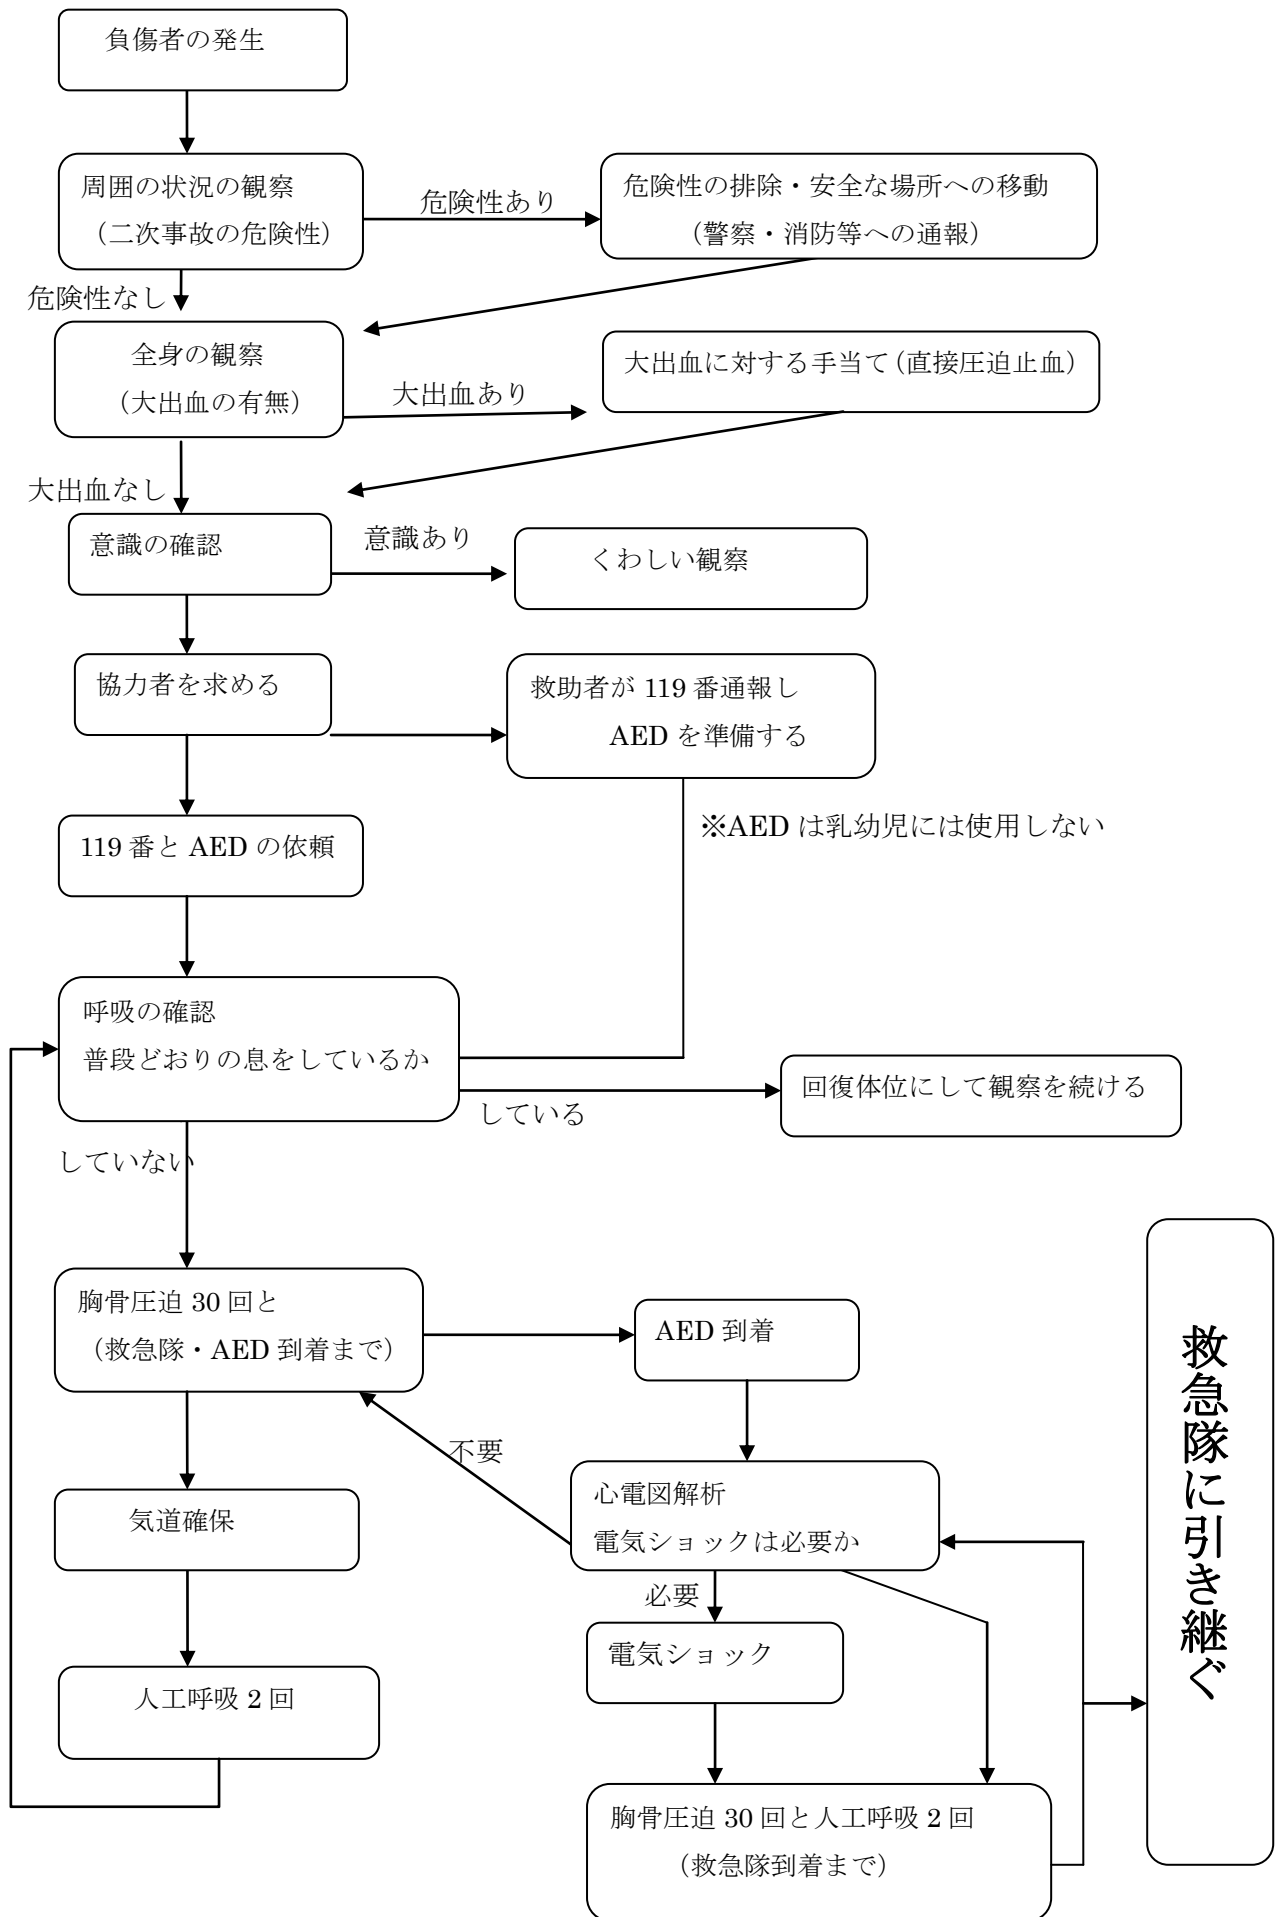 負傷者の発生
周囲の状況の観察
（二次事故の危険性）
危険性あり
危険性の排除・安全な場所への移動
（警察・消防等への通報）
危険性なし
全身の観察
（大出血の有無）
大出血あり
大出血に対する手当て（直接圧迫止血）
大出血なし
意識の確認
意識あり
くわしい観察
協力者を求める
救助者が 119 番通報し
AED を準備する
※AED は乳幼児には使用しない
119 番と AED の依頼
呼吸の確認
普段どおりの息をしているか
している
回復体位にして観察を続ける
していない
胸骨圧迫 30 回と
（救急隊・AED 到着まで）
AED 到着
不要
心電図解析
電気ショックは必要か
気道確保
必要
電気ショック
人工呼吸 2 回
胸骨圧迫 30 回と人工呼吸 2 回
（救急隊到着まで）
救急隊に引き継ぐ